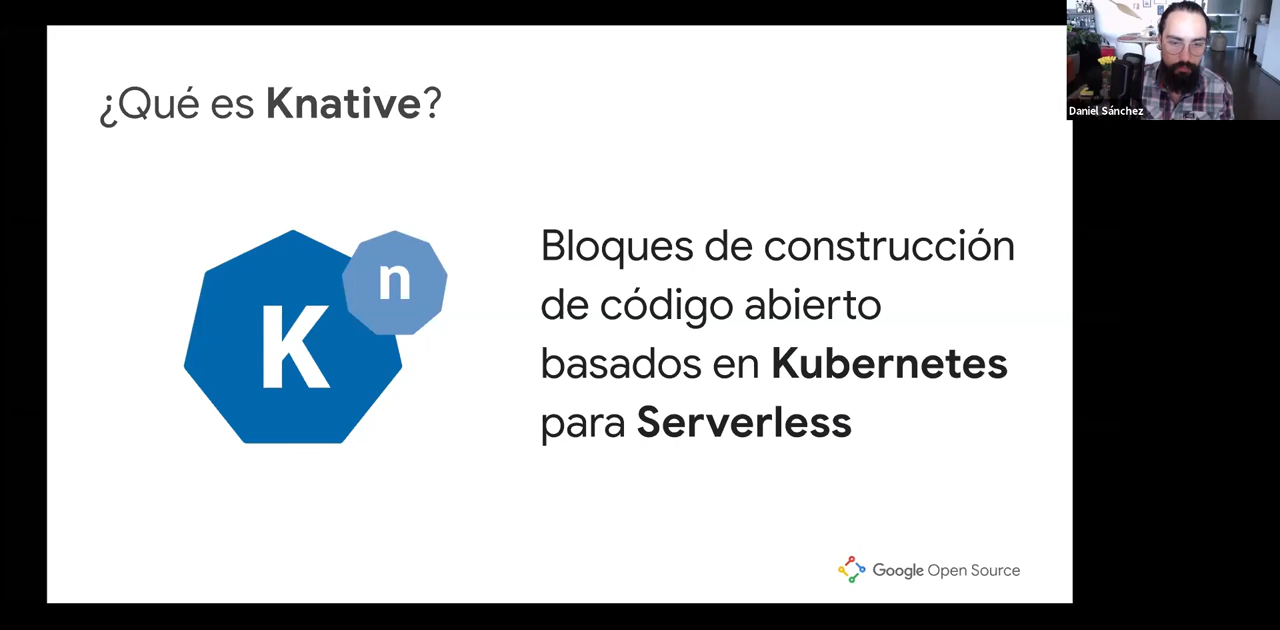 ¿Qué es Knative?
Daniel Sánchez
K
n
Bloques de construcción
de código abierto
basados en Kubernetes
para Serverless
Google Open Source